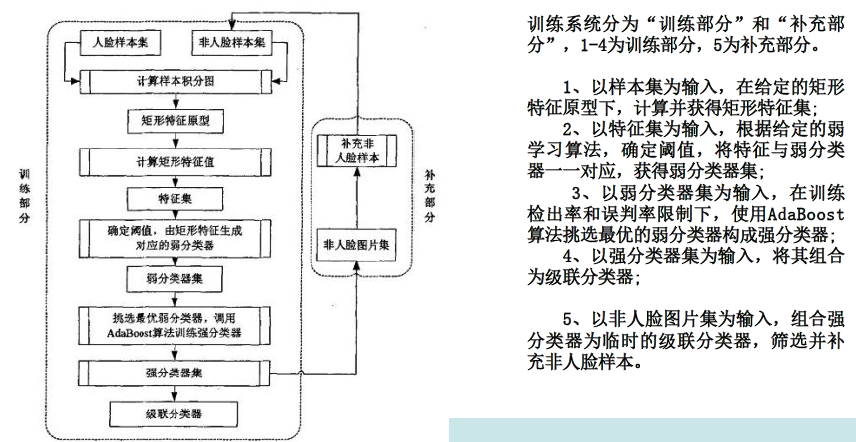 人脸样本集
非人脸样本集
计算样本积分图
矩形特征原型
计算矩形特征值
特征集
确定阈值，由矩形特征生成
对应的弱分类器
弱分类器集
挑选最优弱分类器，调用
AdaBoost算法训练强分类器
强分类器集
级联分类器
训练部分
补充非
人脸样本
非人脸图片集
补充部分
训练系统分为“训练部分”和“补充部
分”，1-4为训练部分，5为补充部分。
1、以样本集为输入，在给定的矩形
特征原型下，计算并获得矩形特征集;
2、以特征集为输入，根据给定的弱
学习算法，确定阈值，将特征与弱分类
器一一对应，获得弱分类器集;
3、以弱分类器集为输入，在训练
检出率和误判率限制下，使用AdaBoost
算法挑选最优的弱分类器构成强分类器;
4、以强分类器集为输入，将其组合
为级联分类器;
5、以非人脸图片集为输入，组合强
分类器为临时的级联分类器，筛选并补
充非人脸样本。